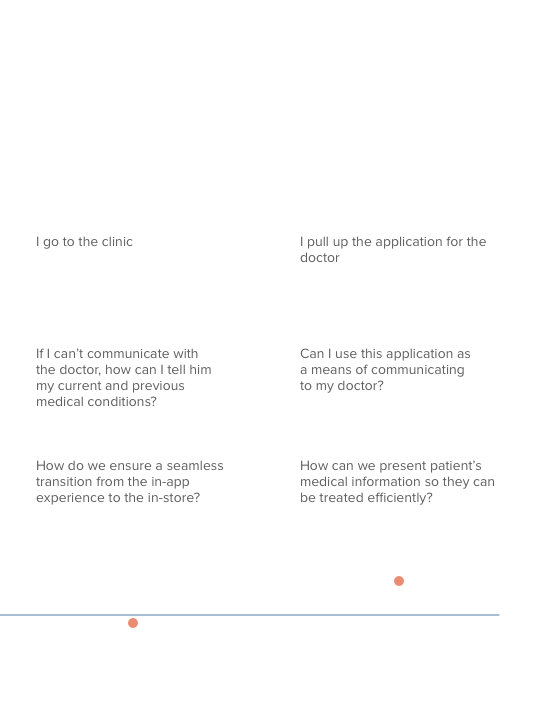 I go to the clinic
I pull up the application for the
doctor
If I can’t communicate with
the doctor, how can I tell him
my current and previous
medical conditions?
Can I use this application as
a means of communicating
to my doctor?
How do we ensure a seamless
transition from the in-app
experience to the in-store?
How can we present patient’s
medical information so they can
be treated efficiently?